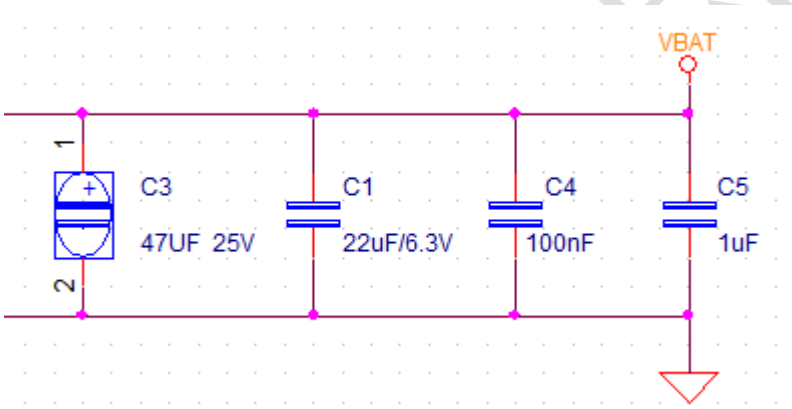 VBAT
1
+
C3
C1
C4
C5
47UF 25V
22uF/6.3V
100nF
1uF
2